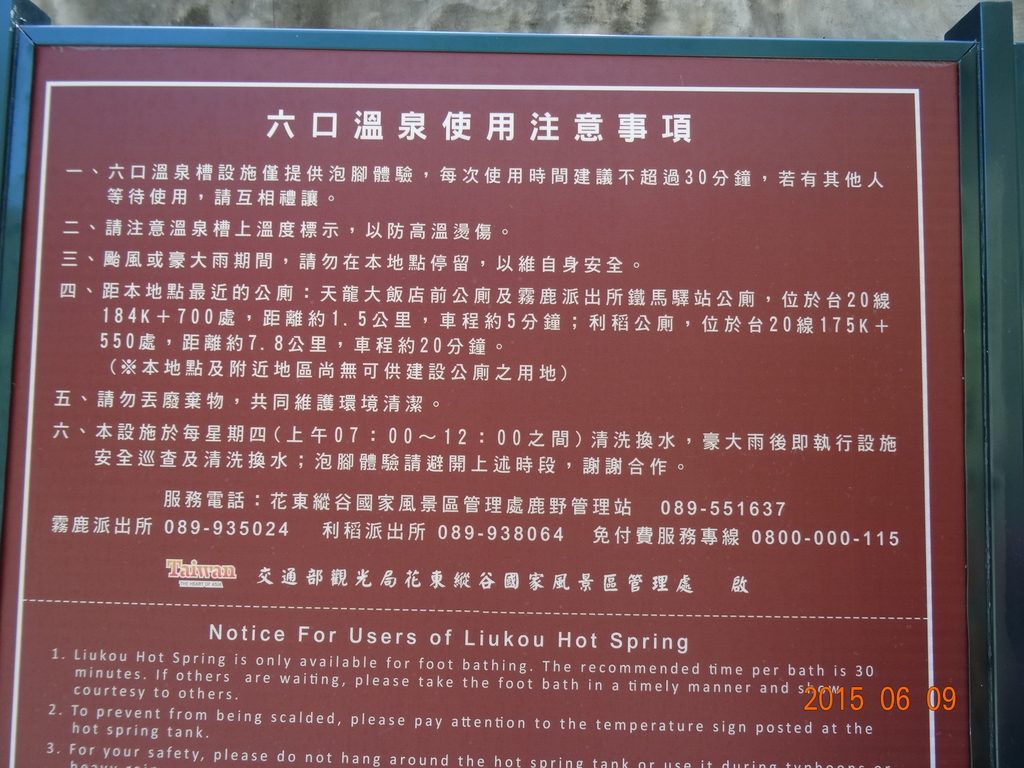 六口溫泉使用注意事項
一、六口溫泉槽設施僅提供泡腳體驗，每次使用時間建議不超過30分鐘，若有其他人
等待使用，請互相禮讓。
二、請注意溫泉槽上溫度標示，以防高溫燙傷。
三、颱風或豪大雨期間，請勿在本地點停留，以維自身安全。
四、距本地點最近的公廁：天龍大飯店前公廁及霧鹿派出所鐵馬驛站公廁，位於台20線
184K＋700處，距離約1.5公里，車程約5分鐘；利稻公廁，位於台20線175K＋
550處，距離約7.8公里，車程約20分鐘。
（※本地點及附近地區尚無可供建設公廁之用地）
五、請勿丟廢棄物，共同維護環境清潔。
六、本設施於每星期四(上午07：00～12：00之間)清洗換水，豪大雨後即執行設施
安全巡查及清洗換水；泡腳體驗請避開上述時段，謝謝合作。
服務電話：花東縱谷國家風景區管理處鹿野管理站 089-551637
霧鹿派出所 089-935024 利稻派出所 089-938064 免付費服務專線 0800-000-115
Taiwan
THE HEART OF ASIA
交通部觀光局花東縱谷國家風景區管理處 啟
Notice For Users of Liukou Hot Spring
1. Liukou Hot Spring is only available for foot bathing. The recommended time per bath is 30
minutes. If others are waiting, please take the foot bath in a timely manner and show
courtesy to others.
2. To prevent from being scalded, please pay attention to the temperature sign posted at the
hot spring tank.
3. For your safety, please do not hang around the hot spring tank or use it during typhoons or
2015 06 09